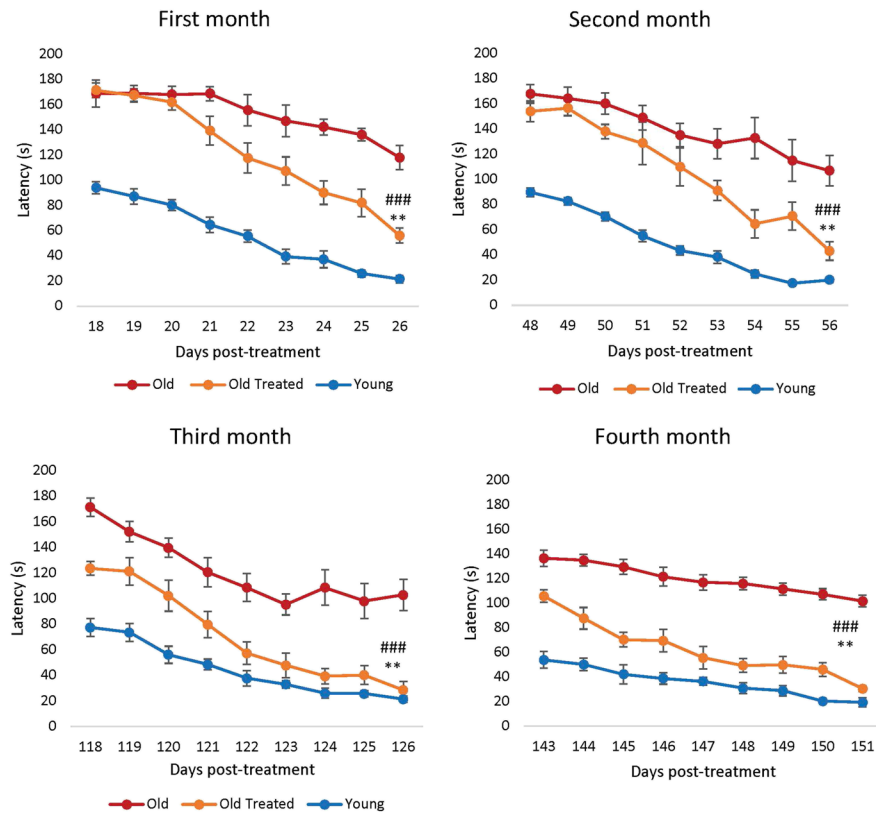 First month
200
180
160
140
120
100
80
60
40
20
0
Latency (s)
###
**
18 19 20 21 22 23 24 25 26
Days post-treatment
Old Old Treated Young
Second month
200
180
160
140
120
100
80
60
40
20
0
Latency (s)
###
**
48 49 50 51 52 53 54 55 56
Days post-treatment
Old Old Treated Young
Third month
200
180
160
140
120
100
80
60
40
20
0
Latency (s)
###
**
118 119 120 121 122 123 124 125 126
Days post-treatment
Old Old Treated Young
Fourth month
200
180
160
140
120
100
80
60
40
20
0
Latency (s)
###
**
143 144 145 146 147 148 149 150 151
Days post-treatment